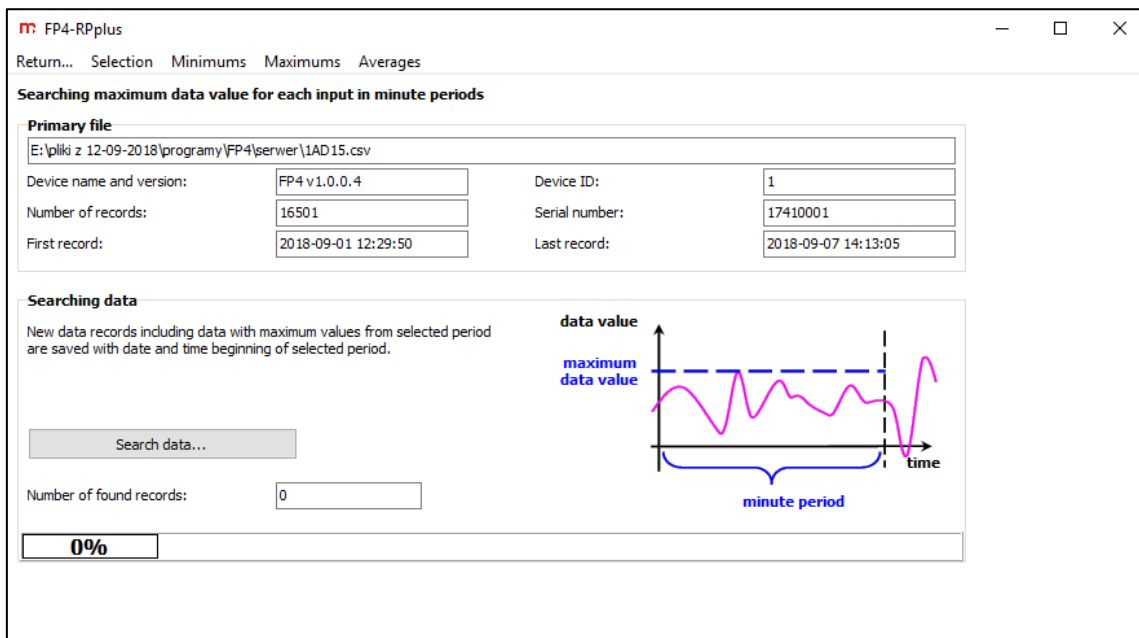 FP4-RPplus
Return... Selection Minimums Maximums Averages
Searching maximum data value for each input in minute periods
Primary file
E:\pliki z 12-09-2018\programy\FP4\serwer\1AD15.csv
Device name and version: FP4 v1.0.0.4 Device ID: 1
Number of records: 16501 Serial number: 17410001
First record: 2018-09-01 12:29:50 Last record: 2018-09-07 14:13:05
Searching data
New data records including data with maximum values from selected period
are saved with date and time beginning of selected period.
data value
maximum
data value
time
minute period
Search data...
Number of found records: 0
0%